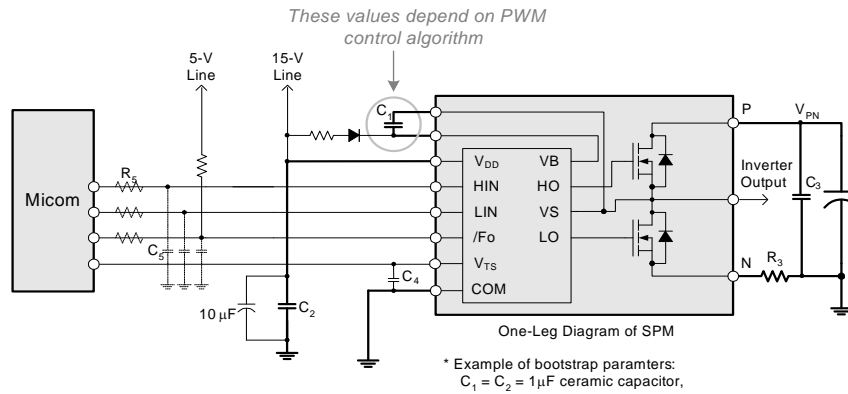 These values depend on PWM
control algorithm
5-V
Line
15-V
Line
C1
P
VPN
R5
Micom
VDD
VB
HIN
HO
Inverter
Output
C3
LIN
VS
/Fo
LO
C5
VTS
N
R3
C4
10 μF
C2
COM
One-Leg Diagram of SPM
* Example of bootstrap paramters:
C1 = C2 = 1μF ceramic capacitor,